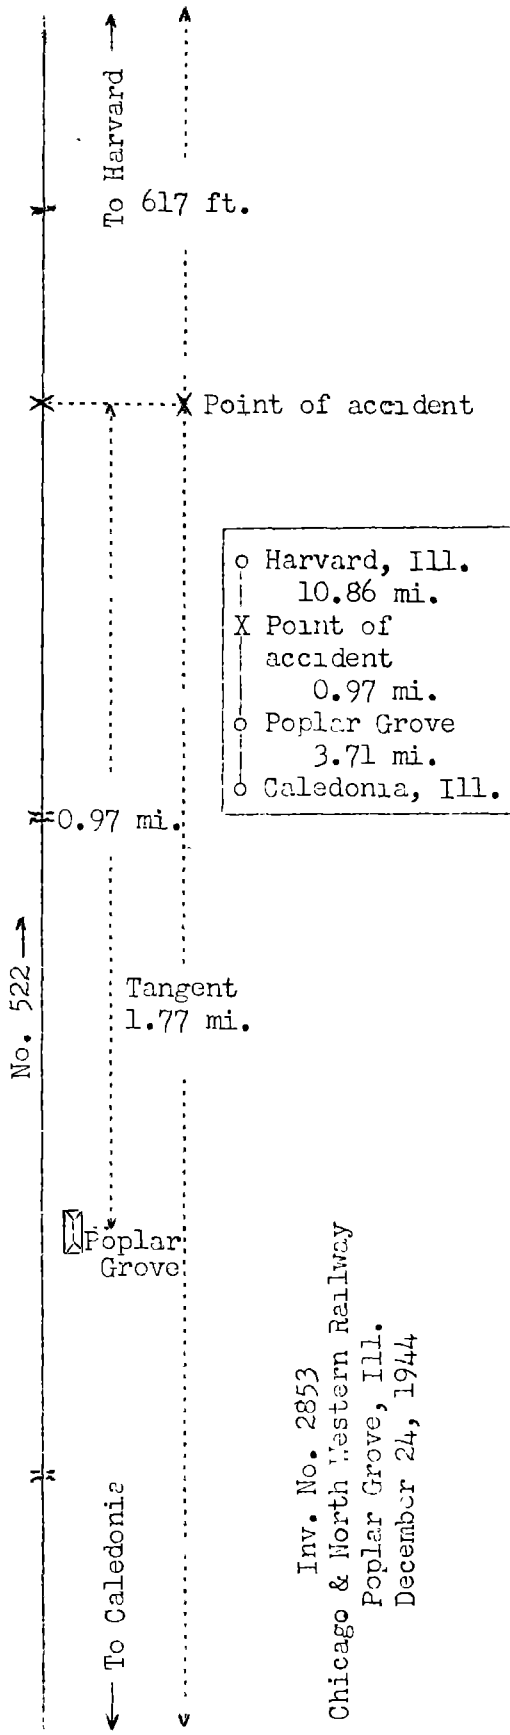 To Harvard →
617 ft.
X Point of accident
Harvard, Ill.
10.86 mi.
X Point of
accident
0.97 mi.
Poplar Grove
3.71 mi.
Caledonia, Ill.
0.97 mi.
No. 522 →
Tangent
1.77 mi.
Poplar
Grove
← To Caledonia
Inv. No. 2853
Chicago & North Western Railway
Poplar Grove, Ill.
December 24, 1944